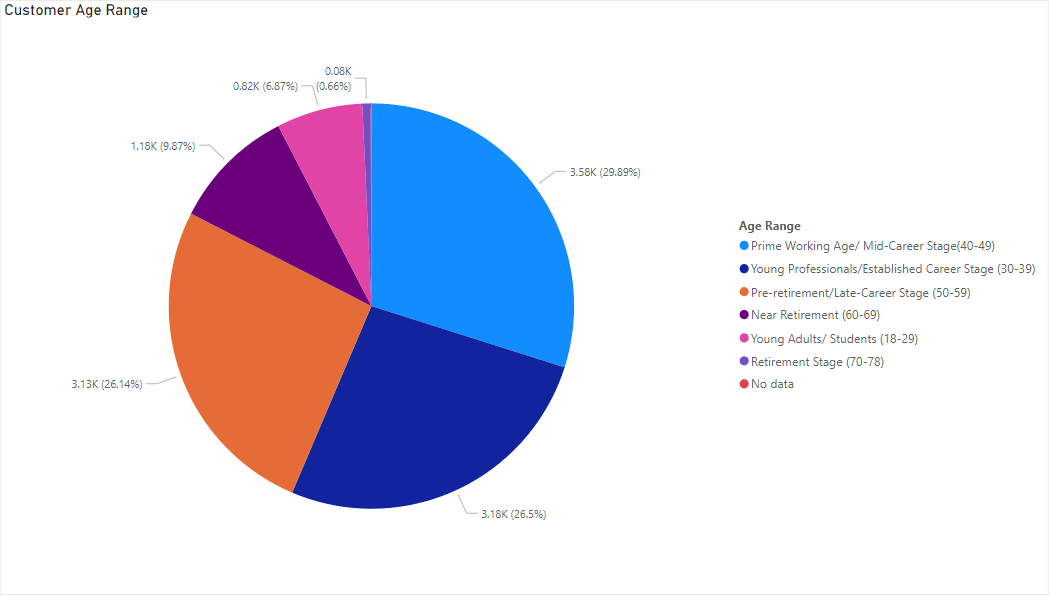 Customer Age Range
0.08K
(0.66%)
0.82K (6.87%)
1.18K (9.87%)
3.58K (29.89%)
3.13K (26.14%)
3.18K (26.5%)
Age Range
Prime Working Age/ Mid-Career Stage(40-49)
Young Professionals/Established Career Stage (30-39)
Pre-retirement/Late-Career Stage (50-59)
Near Retirement (60-69)
Young Adults/ Students (18-29)
Retirement Stage (70-78)
No data